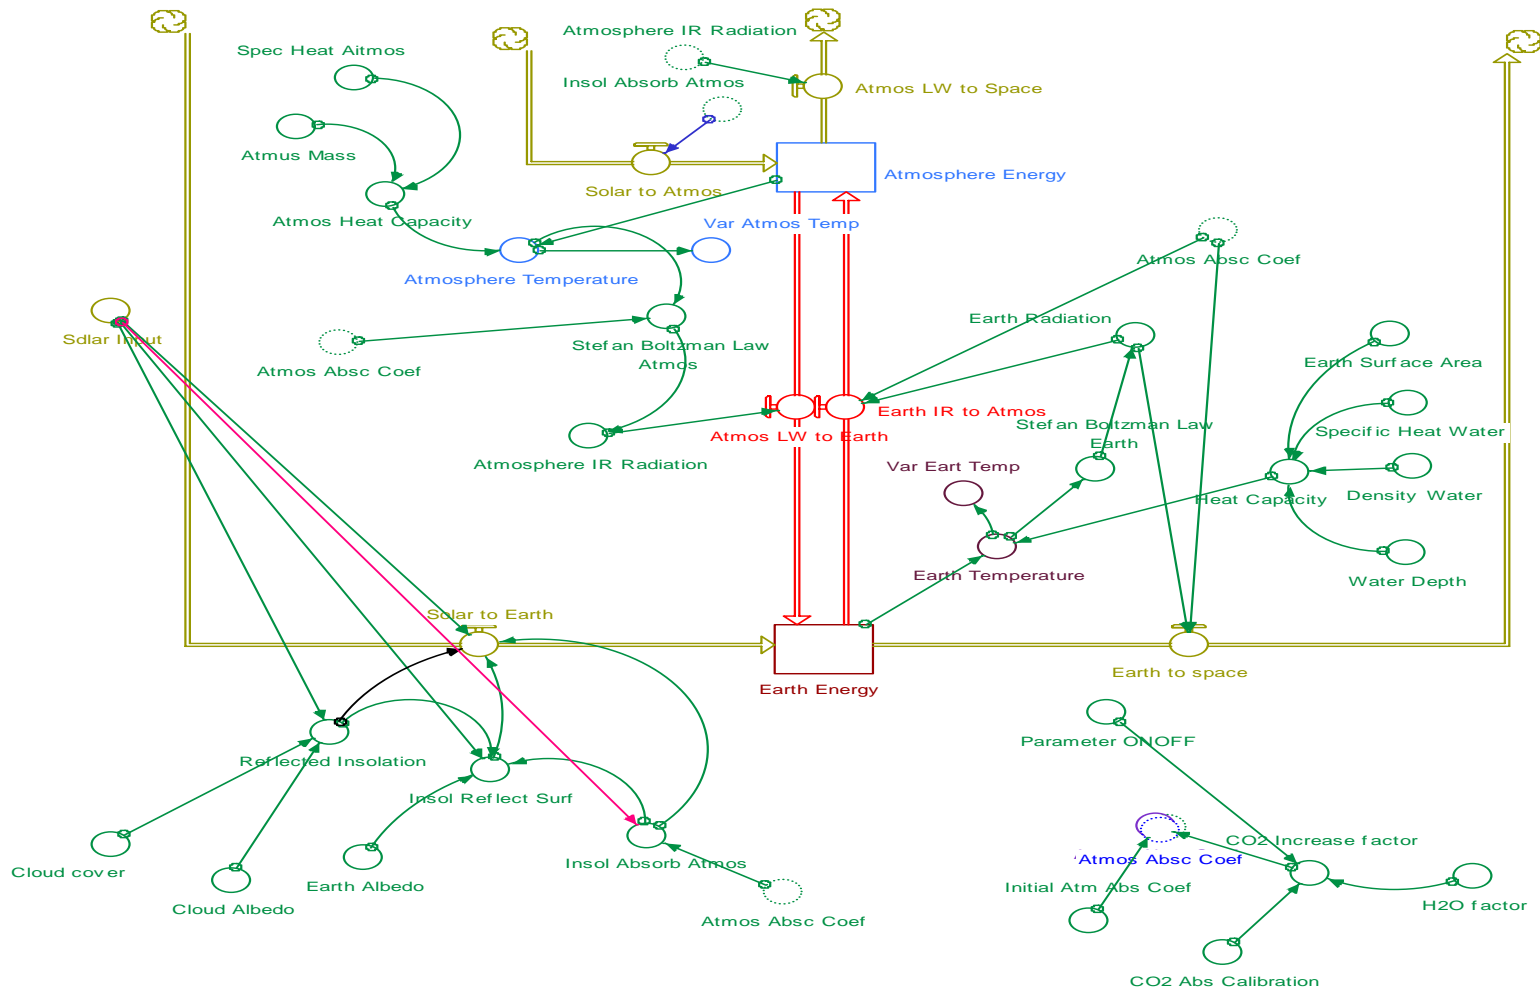 Atmosphere IR Radiation
Spec Heat Aitmos
Insol Absorb Atmos
Atmos LW to Space
Atmus Mass
Atmosphere Energy
Solar to Atmos
Atmos Heat Capacity
Var Atmos Temp
Atmos Absc Coef
Atmosphere Temperature
Earth Radiation
Sdlar Input
Stefan Boltzman Law
Atmos
Earth Surface Area
Atmos Absc Coef
Earth IR to Atmos
Stefan Boltzman Law
Earth
Specific Heat Water
Atmos LW to Earth
Atmosphere IR Radiation
Var Eart Temp
Heat Capacity
Density Water
Earth Temperature
Water Depth
Solar to Earth
Earth to space
Earth Energy
Parameter ONOFF
Reflected Insolation
Insol Reflect Surf
CO2 Increase factor
Insol Absorb Atmos
Atmos Absc Coef
Cloud cover
Earth Albedo
Initial Atm Abs Coef
Cloud Albedo
H2O factor
Atmos Absc Coef
CO2 Abs Calibration